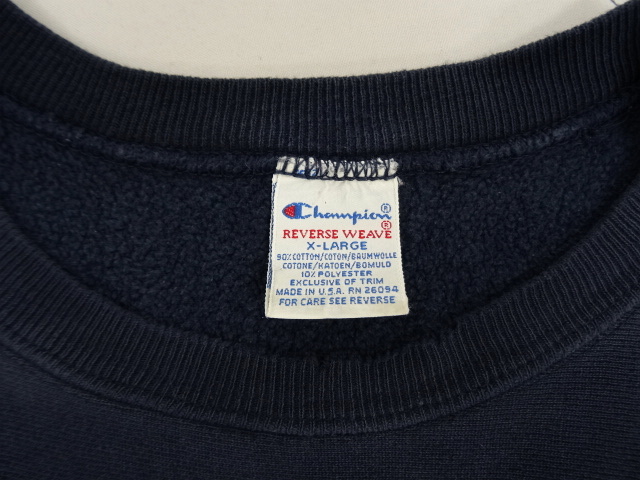 Champion®
REVERSE WEAVE®
X-LARGE
90% COTTON/COTON/BAUMWOLLE
COTONE/KATOEN/BOMULD
10% POLYESTER
EXCLUSIVE OF TRIM
MADE IN U.S.A. RN 26094
FOR CARE SEE REVERSE